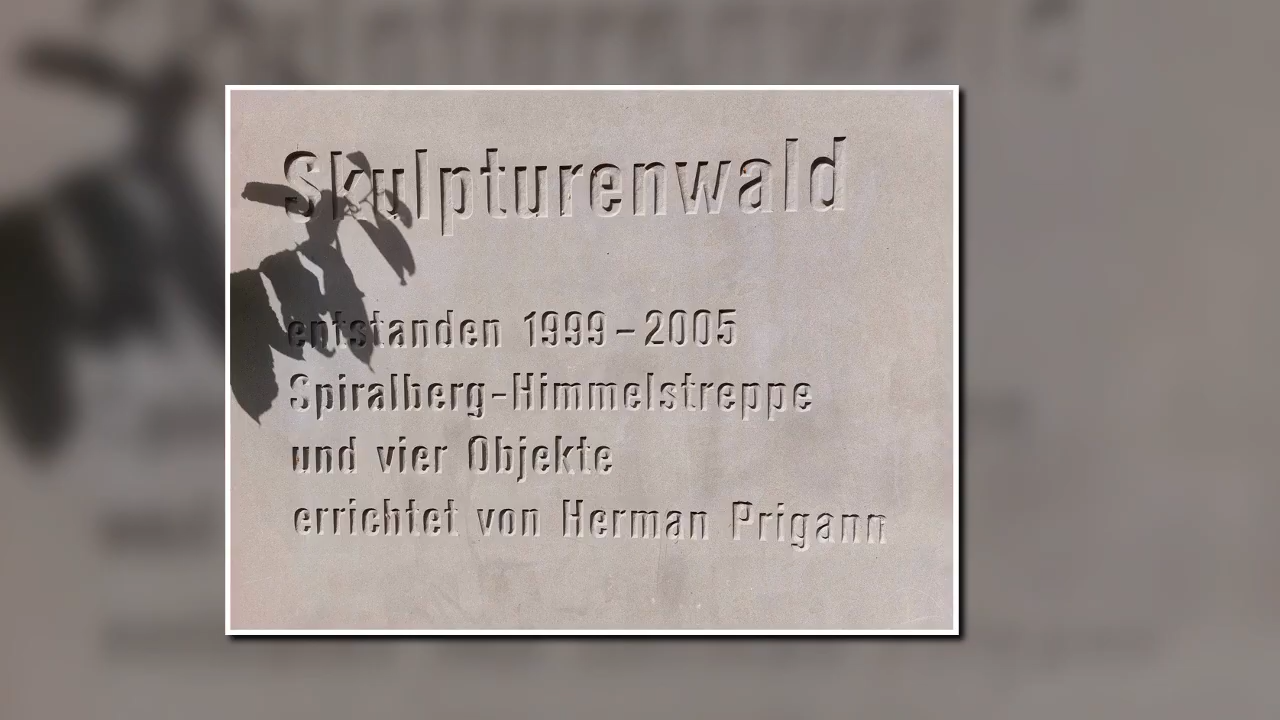 Skulpturenwald
entstanden 1999 – 2005
Spiralberg-Himmelstreppe
und vier Objekte
errichtet von Herman Prigann